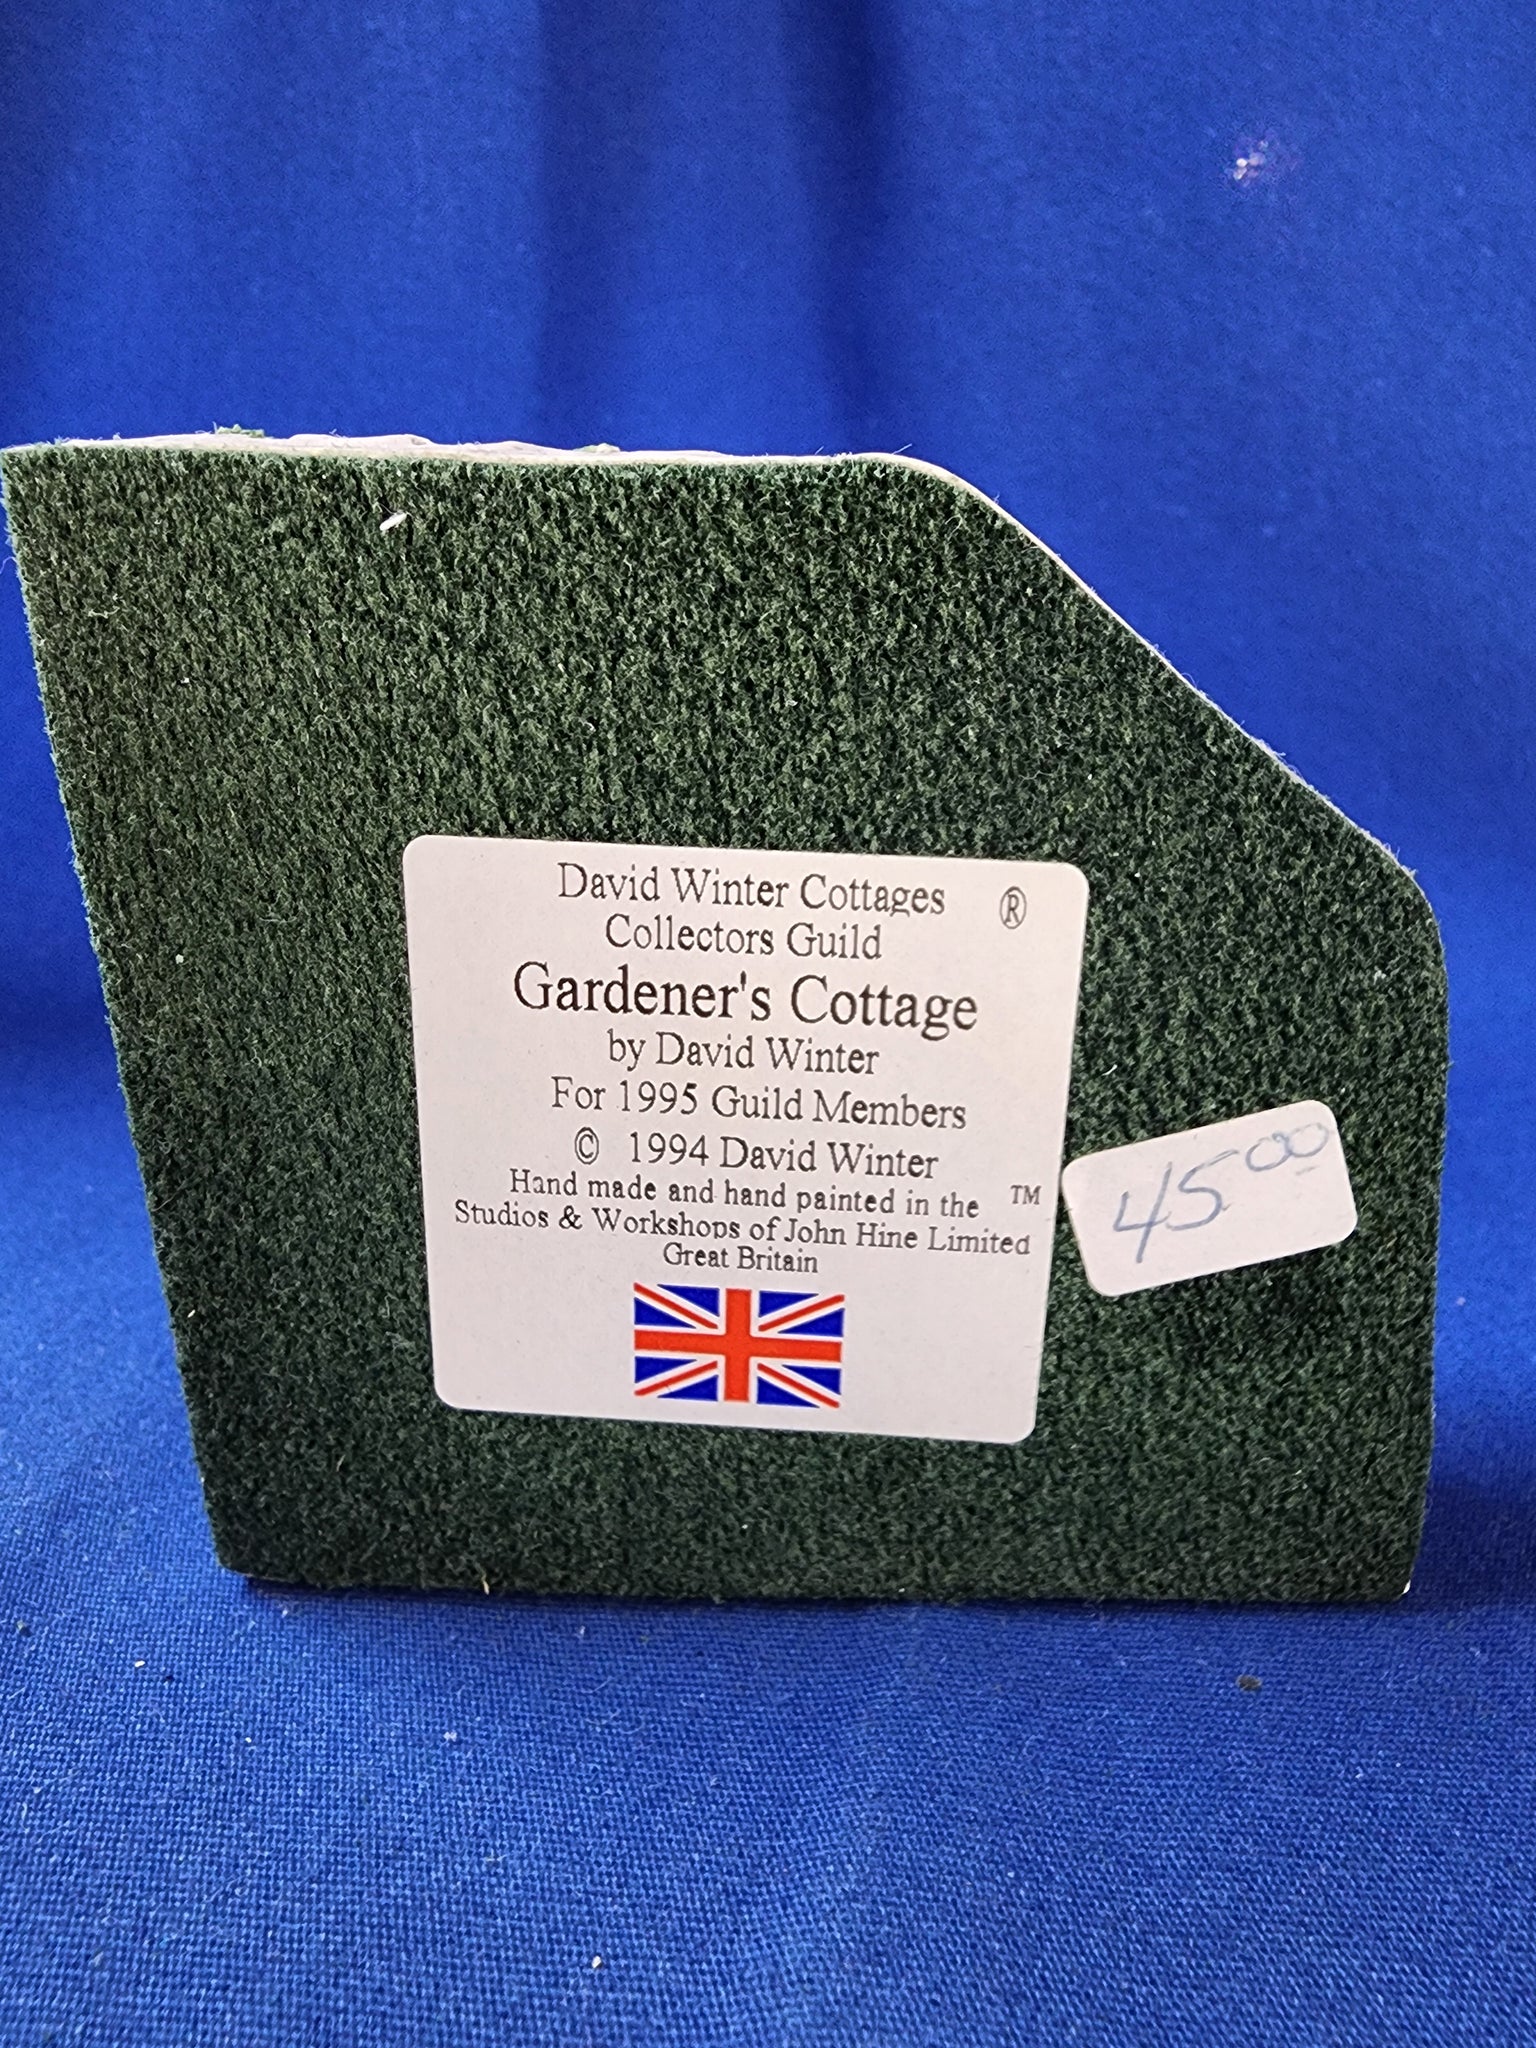 David Winter Cottages ®
Collectors Guild
Gardener's Cottage
by David Winter
For 1995 Guild Members
© 1994 David Winter
Hand made and hand painted in the ™
Studios & Workshops of John Hine Limited
Great Britain
45.00